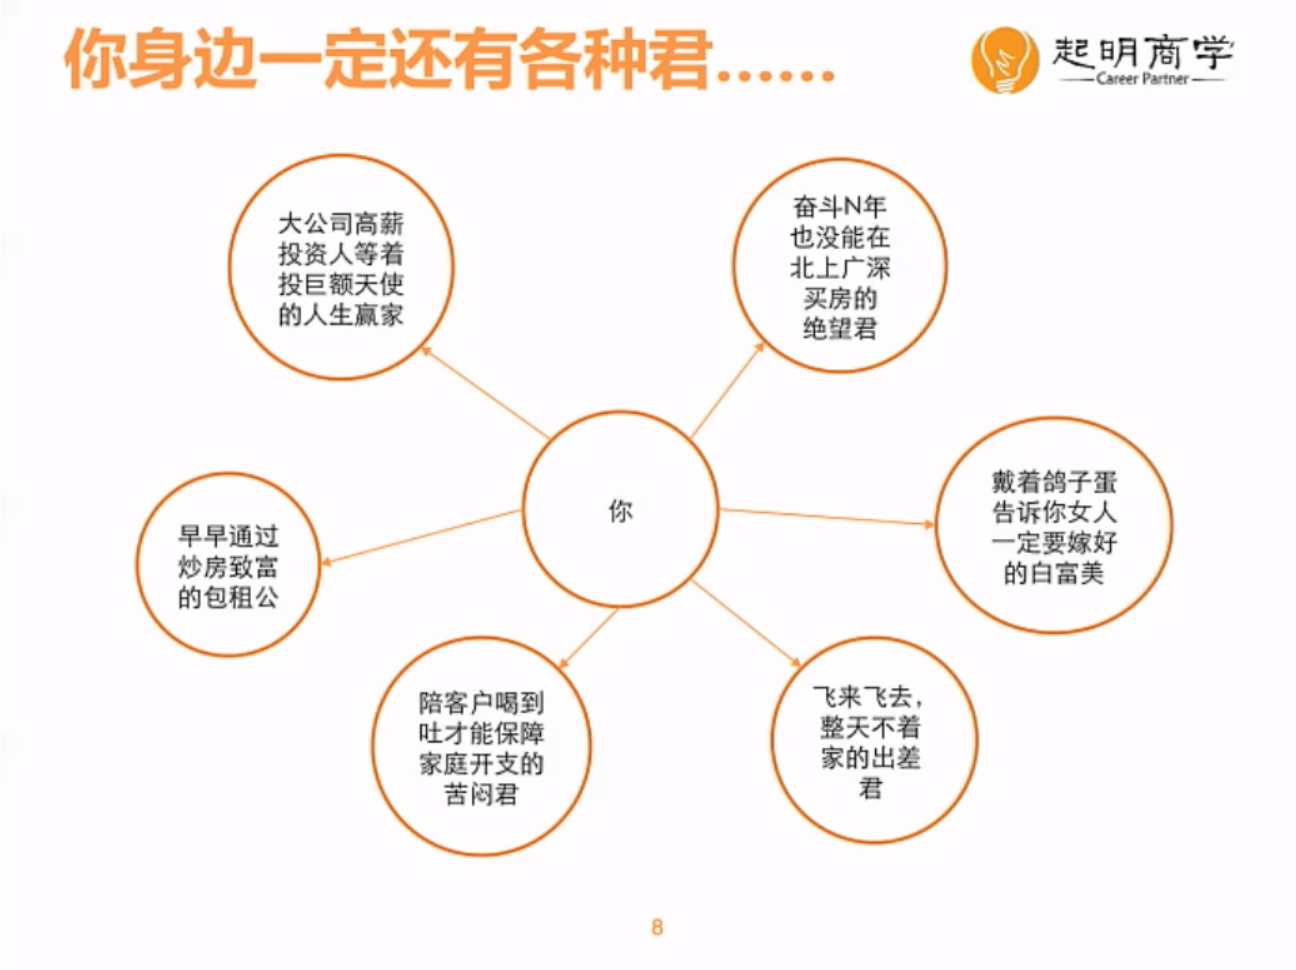 你身边一定还有各种君……
起明商学
Career Partner
大公司高薪
投资人等着
投巨额天使
的人生赢家
奋斗N年
也没能在
北上广深
买房的
绝望君
你
戴着鸽子蛋
告诉你女人
一定要嫁好
的白富美
早早通过
炒房致富
的包租公
陪客户喝到
吐才能保障
家庭开支的
苦闷君
飞来飞去，
整天不着
家的出差
君
8